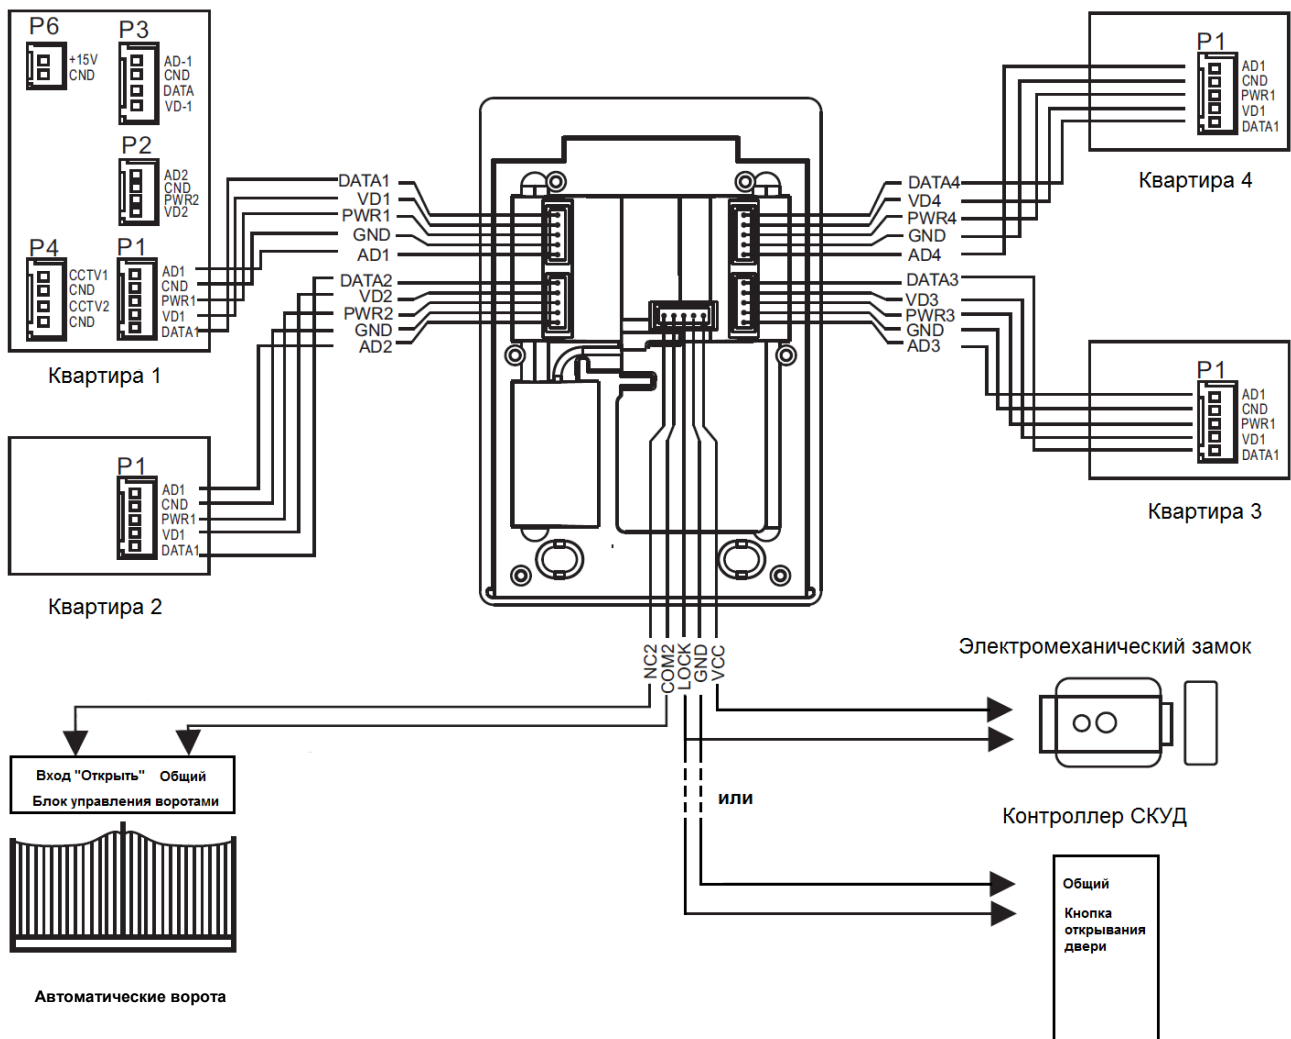 P6
+15V
CND
P3
AD-1
CND
DATA
VD-1
P2
AD2
CND
PWR2
VD2
P4
CCTV1
CND
CCTV2
CND
P1
AD1
CND
PWR1
VD1
DATA1
Квартира 1
P1
AD1
CND
PWR1
VD1
DATA1
Квартира 2
DATA1
VD1
PWR1
GND
AD1
DATA2
VD2
PWR2
GND
AD2
DATA4
VD4
PWR4
GND
AD4
DATA3
VD3
PWR3
GND
AD3
P1
AD1
CND
PWR1
VD1
DATA1
Квартира 4
P1
AD1
CND
PWR1
VD1
DATA1
Квартира 3
NC2
COM2
LOCK
GND
VCC
Электромеханический замок
или
Контроллер СКУД
Общий
Кнопка
открывания
двери
Вход "Открыть" Общий
Блок управления воротами
Автоматические ворота